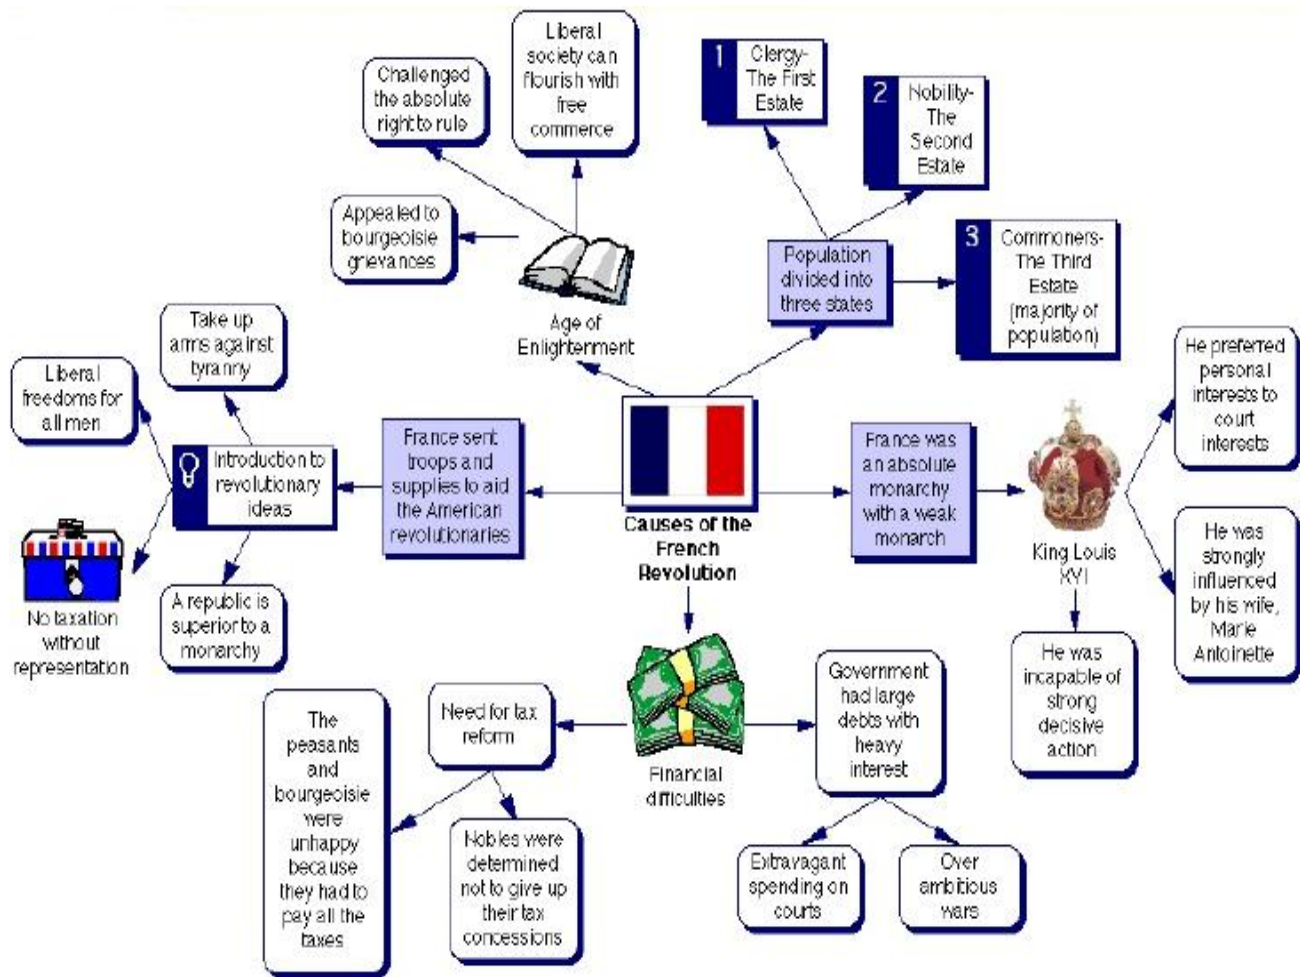 Liberal
society can
flourish with
free
commerce
Challenged
the absolute
right to rule
Appealed to
bourgeoisie
grievances
Age of
Enlightenment
1
Clergy-
The First
Estate
2
Nobility-
The
Second
Estate
3
Commoners-
The Third
Estate
(majority of
population)
Population
divided into
three states
Take up
arms against
tyranny
Liberal
freedoms for
all men
Introduction to
revolutionary
ideas
France sent
troops and
supplies to aid
the American
revolutionaries
No taxation
without
representation
A republic is
superior to a
monarchy
Causes of the
French
Revolution
France was
an absolute
monarchy
with a weak
monarch
King Louis
XVI
He preferred
personal
interests to
court
interests
He was
strongly
influenced
by his wife,
Marie
Antoinette
He was
incapable of
strong
decisive
action
Financial
difficulties
Need for tax
reform
The
peasants
and
bourgeoisie
were
unhappy
because
they had to
pay all the
taxes
Nobles were
determined
not to give up
their tax
concessions
Government
had large
debts with
heavy
interest
Extravagant
spending on
courts
Over
ambitious
wars